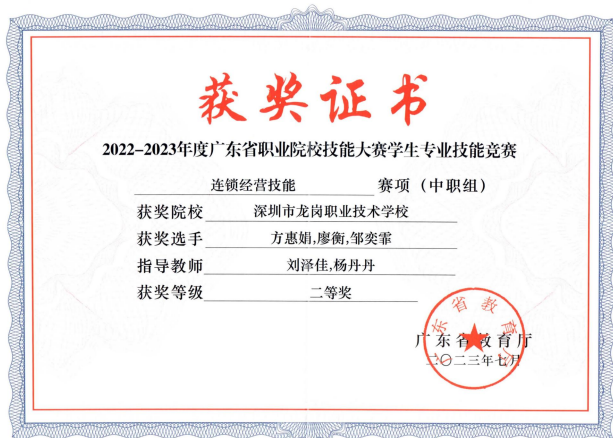 获奖证书
2022-2023年度广东省职业院校技能大赛学生专业技能竞赛
连锁经营技能 赛项（中职组）
获奖院校 深圳市龙岗职业技术学校
获奖选手 方惠娟,廖衡,邹奕霏
指导教师 刘泽佳,杨丹丹
获奖等级 二等奖
广东省教育厅
二〇二三年七月
广东省教育厅